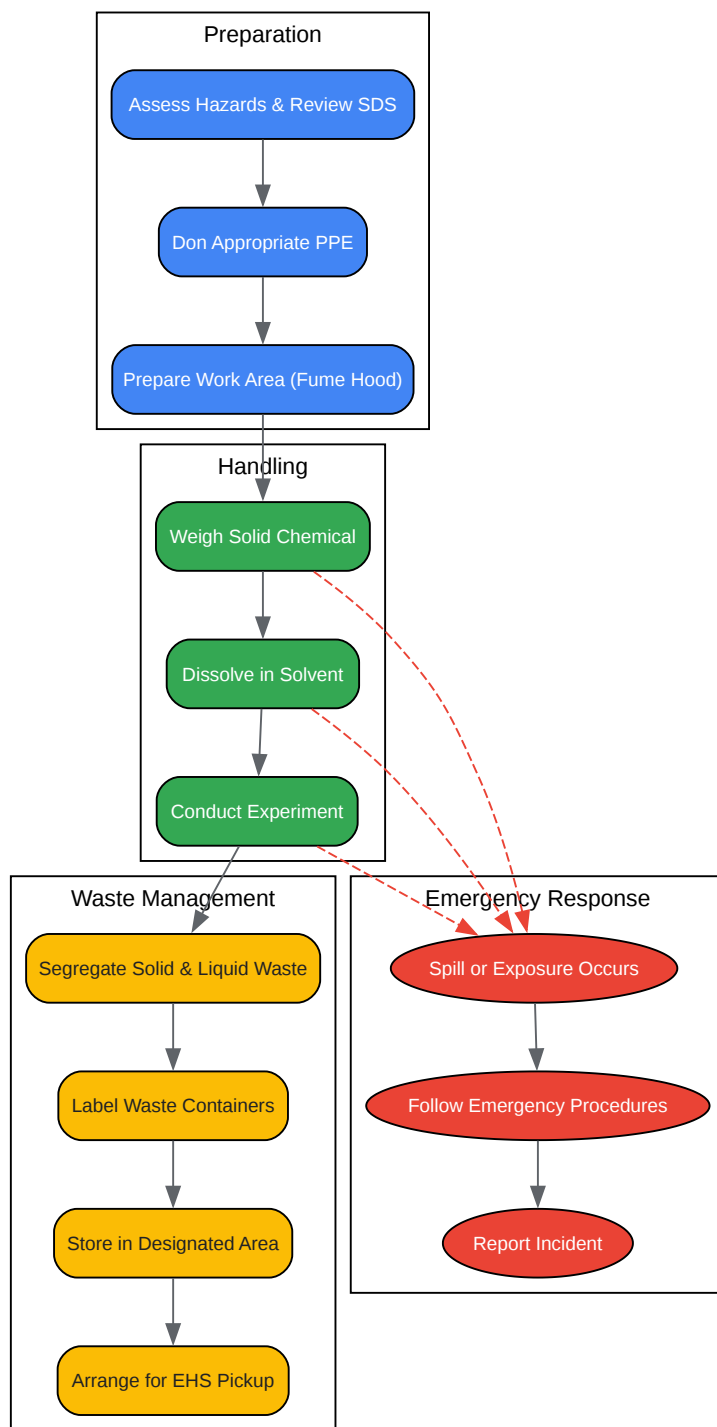 Preparation
Assess Hazards & Review SDS
Don Appropriate PPE
Prepare Work Area (Fume Hood)
Handling
Weigh Solid Chemical
Dissolve in Solvent
Conduct Experiment
Waste Management
Segregate Solid & Liquid Waste
Label Waste Containers
Store in Designated Area
Arrange for EHS Pickup
Emergency Response
Spill or Exposure Occurs
Follow Emergency Procedures
Report Incident